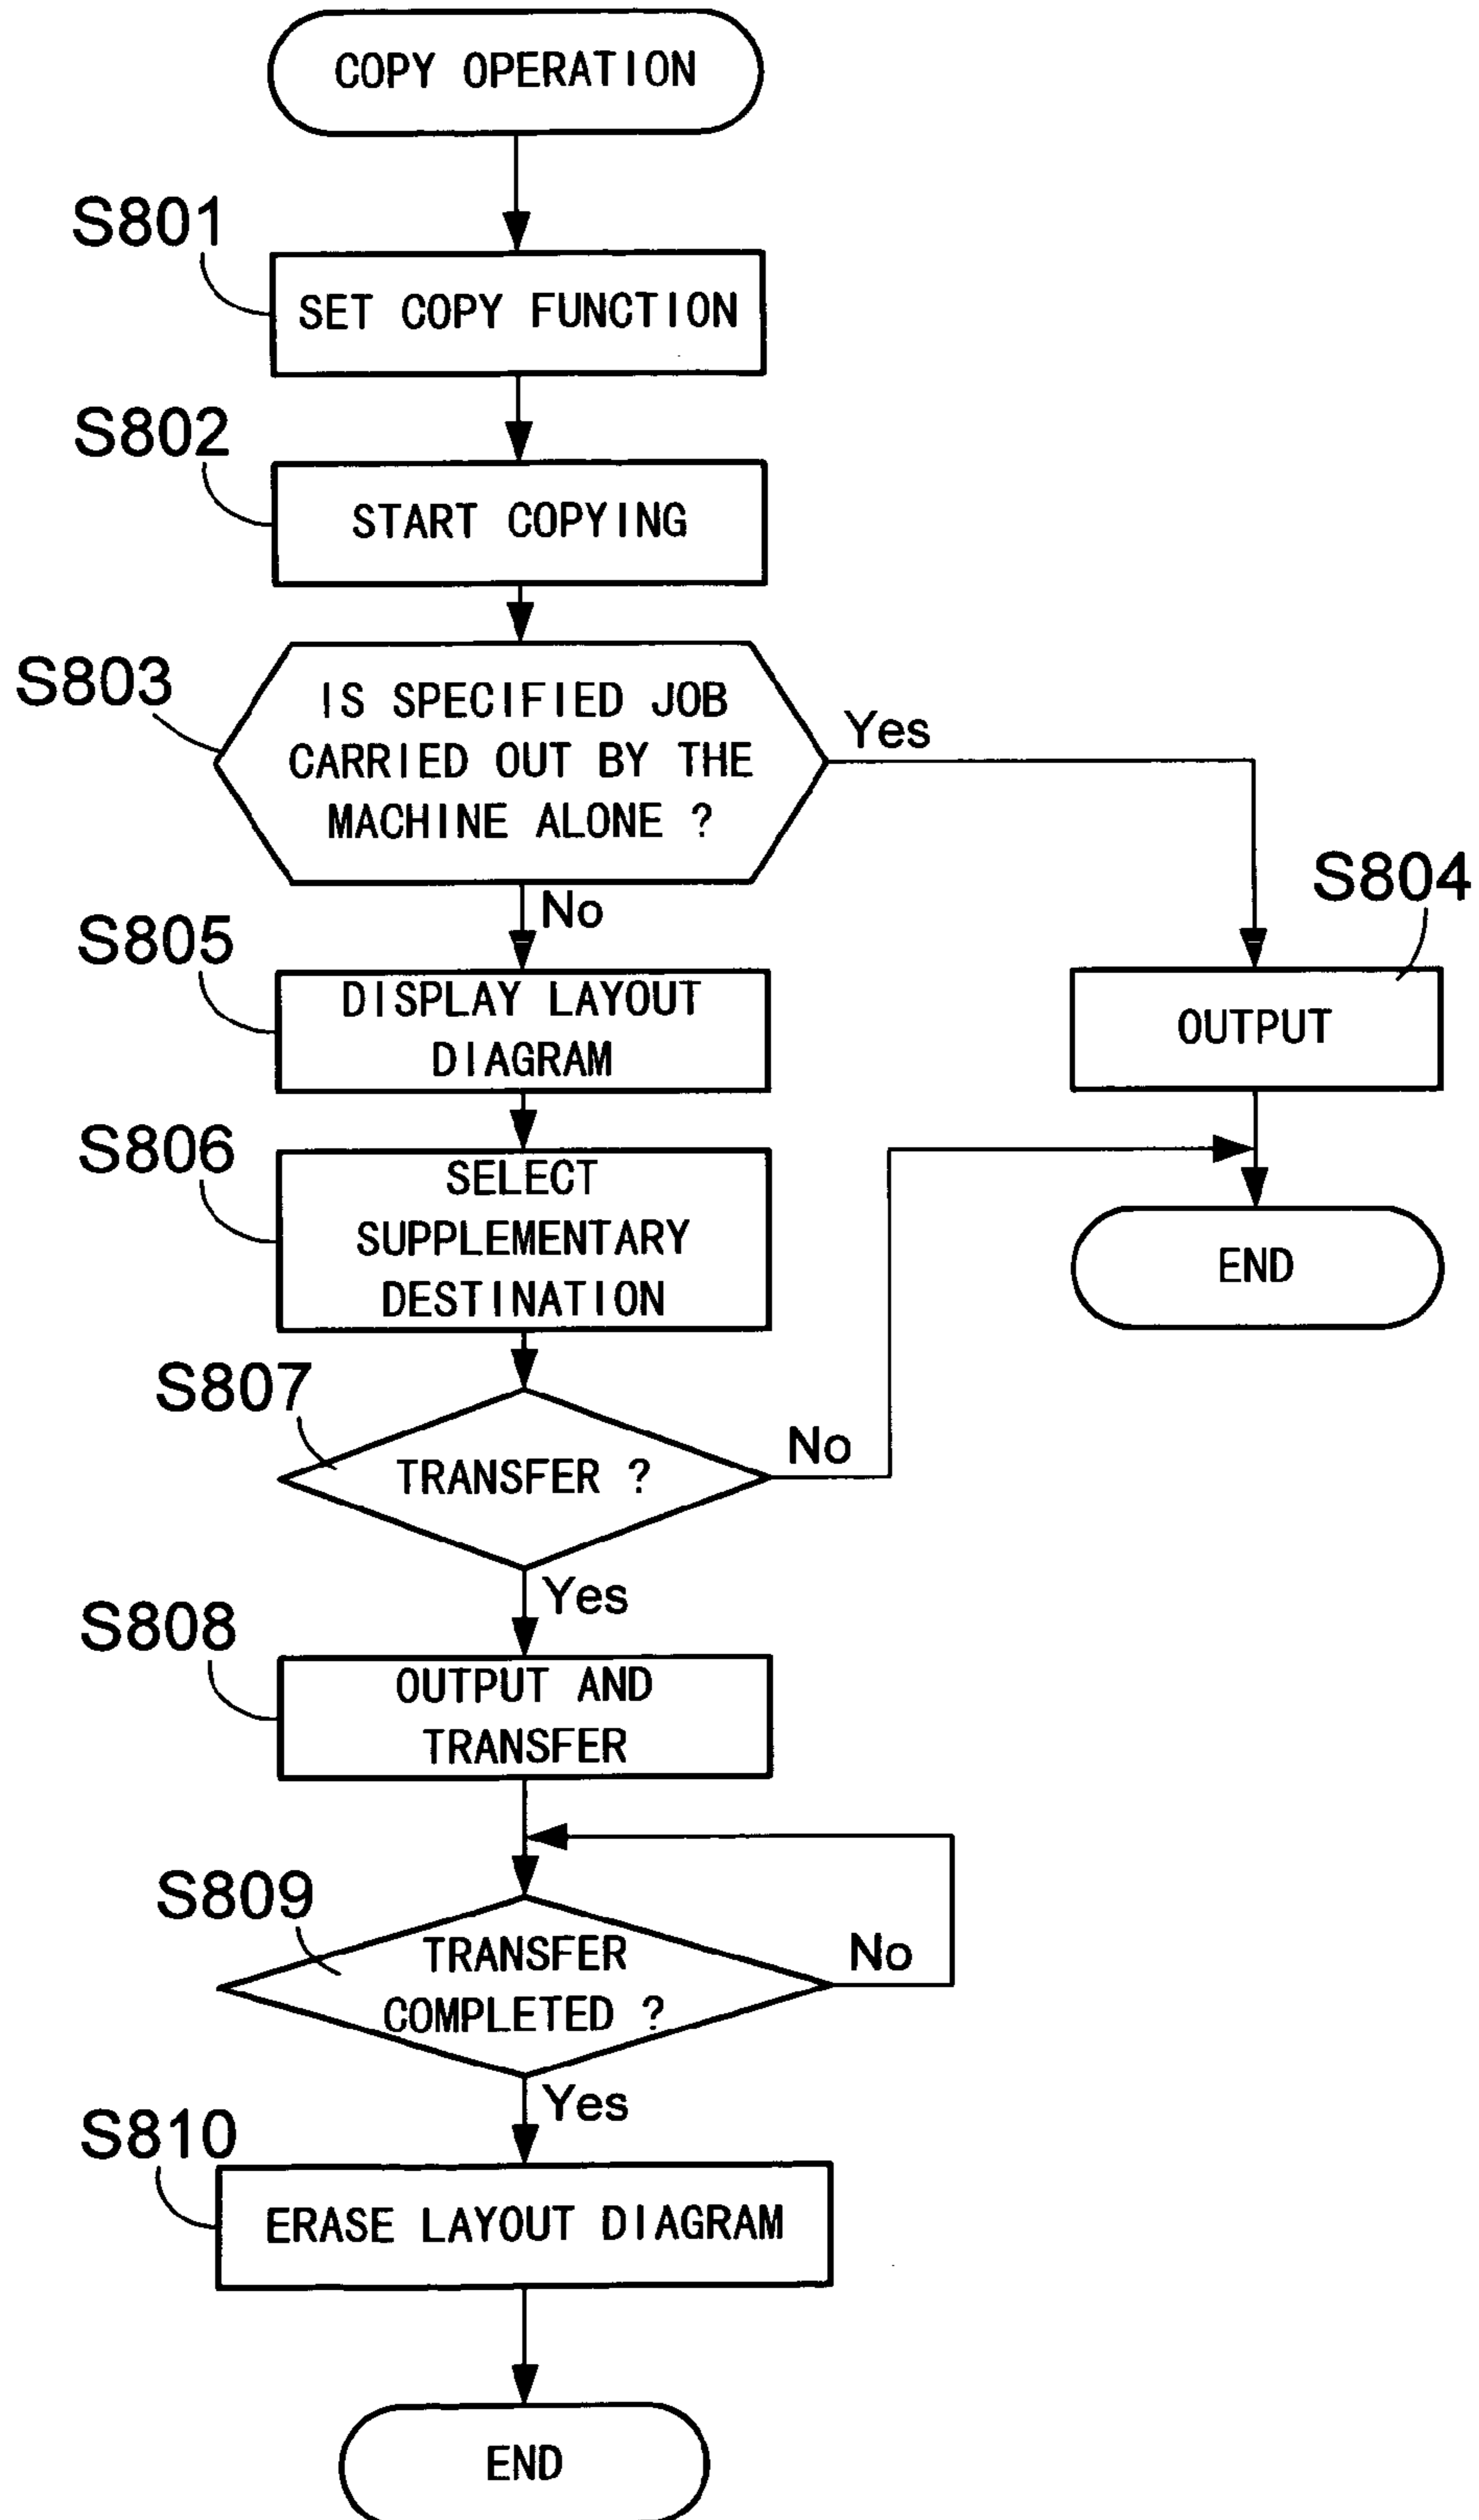 COPY OPERATION
S801
SET COPY FUNCTION
S802
START COPYING
S803
IS SPECIFIED JOB
CARRIED OUT BY THE
MACHINE ALONE ?
Yes
No
S804
OUTPUT
S805
DISPLAY LAYOUT
DIAGRAM
S806
SELECT
SUPPLEMENTARY
DESTINATION
END
S807
TRANSFER ?
No
Yes
S808
OUTPUT AND
TRANSFER
S809
TRANSFER
COMPLETED ?
No
Yes
S810
ERASE LAYOUT DIAGRAM
END